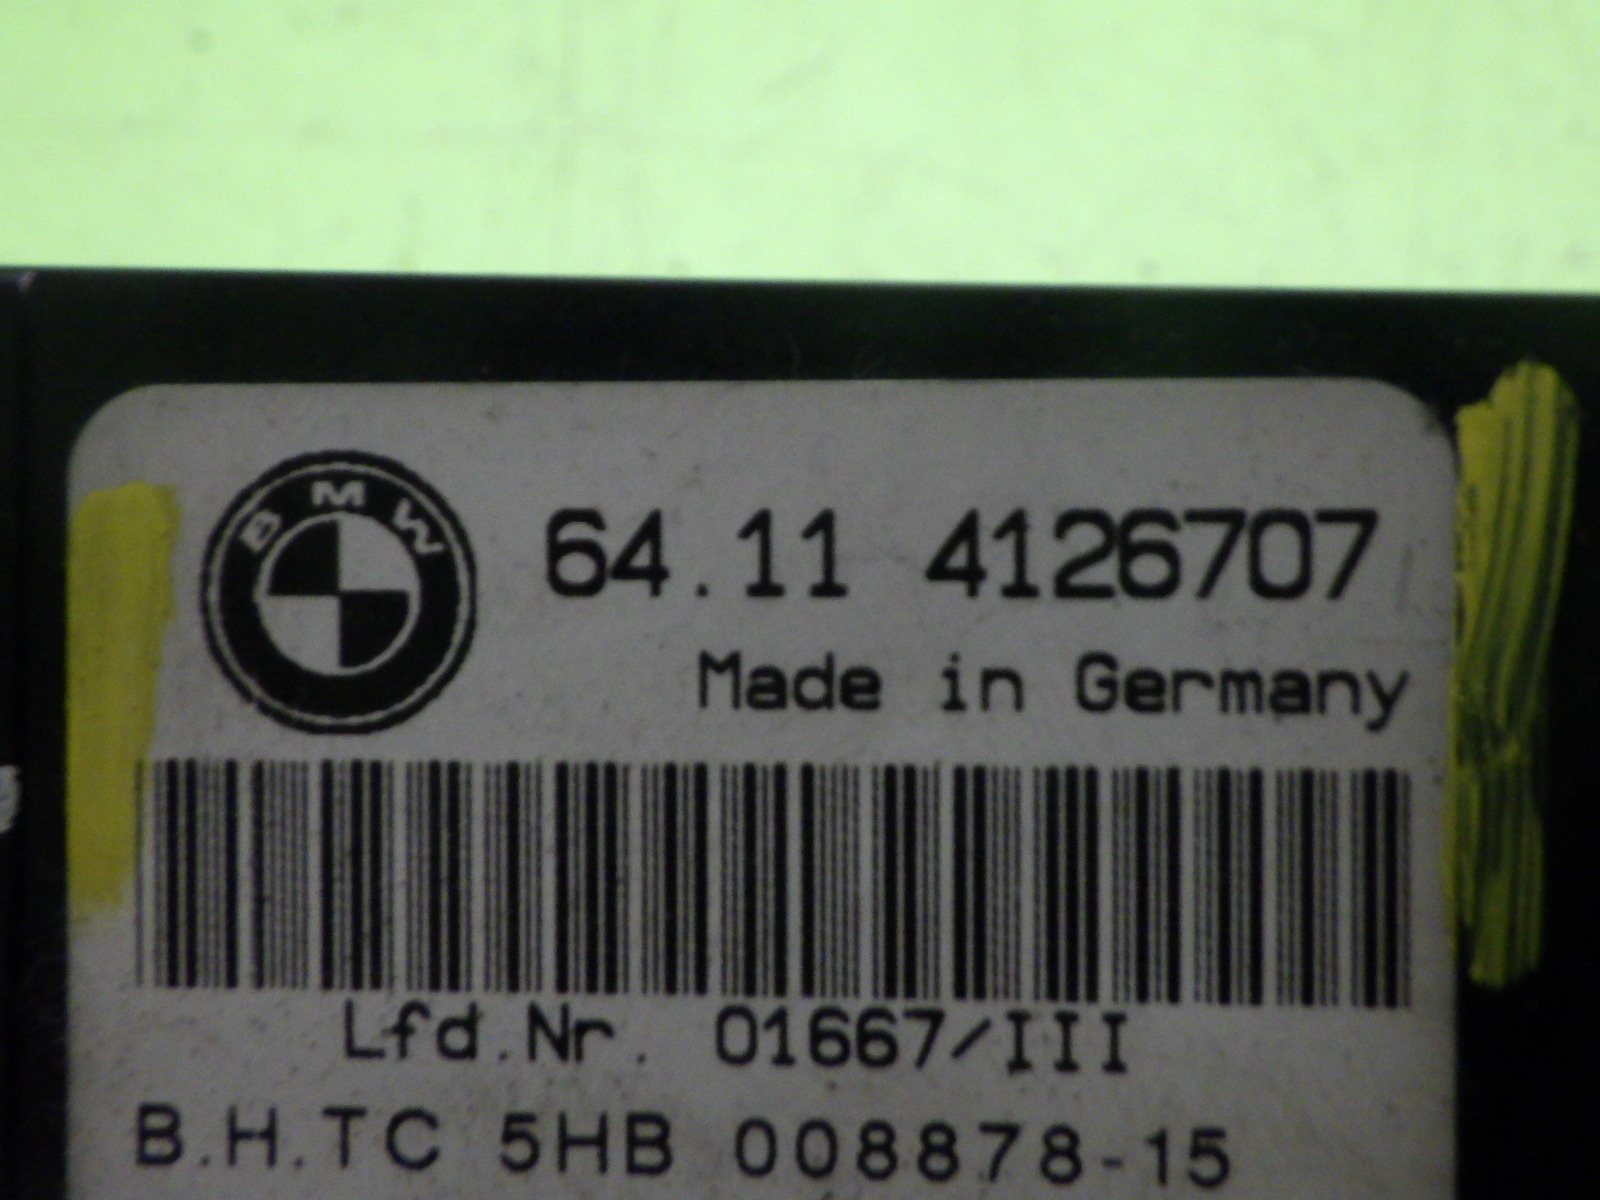 BMW
64.11 4126707
Made in Germany
Lfd.Nr. 01667/III
B.H.TC 5HB 008878-15